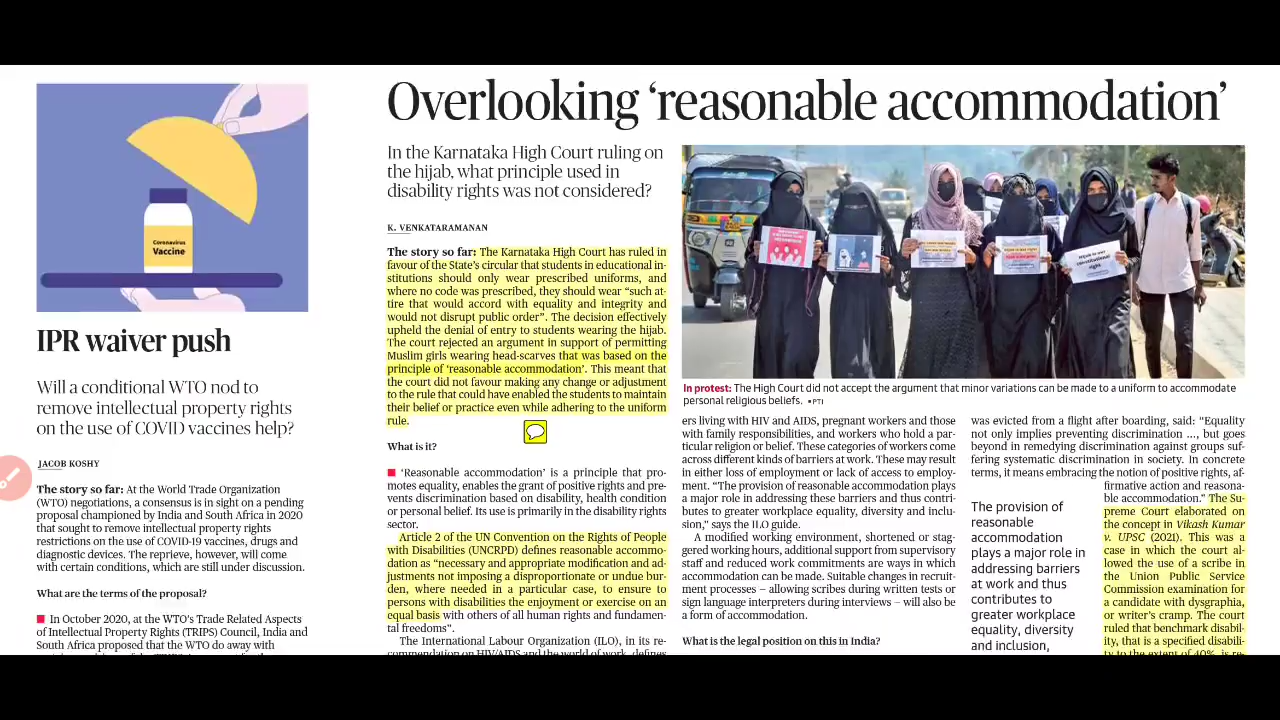 Coronavirus
Vaccine
IPR waiver push
Will a conditional WTO nod to
remove intellectual property rights
on the use of COVID vaccines help?
JACOB KOSHY
The story so far: At the World Trade Organization
(WTO) negotiations, a consensus is in sight on a pending
proposal championed by India and South Africa in 2020
that sought to remove intellectual property rights
restrictions on the use of COVID-19 vaccines, drugs and
diagnostic devices. The reprieve, however, will come
with certain conditions, which are still under discussion.
What are the terms of the proposal?
In October 2020, at the WTO's Trade Related Aspects
of Intellectual Property Rights (TRIPS) Council, India and
South Africa proposed that the WTO do away with
Overlooking ‘reasonable accommodation’
In the Karnataka High Court ruling on
the hijab, what principle used in
disability rights was not considered?
K. VENKATARAMANAN
The story so far: The Karnataka High Court has ruled in
favour of the State's circular that students in educational in-
stitutions should only wear prescribed uniforms, and
where no code was prescribed, they should wear “such at-
tire that would accord with equality and integrity and
would not disrupt public order”. The decision effectively
upheld the denial of entry to students wearing the hijab.
The court rejected an argument in support of permitting
Muslim girls wearing head-scarves that was based on the
principle of ‘reasonable accommodation’. This meant that
the court did not favour making any change or adjustment
to the rule that could have enabled the students to maintain
their belief or practice even while adhering to the uniform
rule.
What is it?
‘Reasonable accommodation’ is a principle that pro-
motes equality, enables the grant of positive rights and pre-
vents discrimination based on disability, health condition
or personal belief. Its use is primarily in the disability rights
sector.
Article 2 of the UN Convention on the Rights of People
with Disabilities (UNCRPD) defines reasonable accommo-
dation as “necessary and appropriate modification and ad-
justments not imposing a disproportionate or undue bur-
den, where needed in a particular case, to ensure to
persons with disabilities the enjoyment or exercise on an
equal basis with others of all human rights and fundamen-
tal freedoms”.
The International Labour Organization (ILO), in its re-
commendation on HIV/AIDS and the world of work, defines
In protest: The High Court did not accept the argument that minor variations can be made to a uniform to accommodate
personal religious beliefs. •PTI
ers living with HIV and AIDS, pregnant workers and those
with family responsibilities, and workers who hold a par-
ticular religion or belief. These categories of workers come
across different kinds of barriers at work. These may result
in either loss of employment or lack of access to employ-
ment. “The provision of reasonable accommodation plays
a major role in addressing these barriers and thus contri-
butes to greater workplace equality, diversity and inclu-
sion,” says the ILO guide.
A modified working environment, shortened or stag-
gered working hours, additional support from supervisory
staff and reduced work commitments are ways in which
accommodation can be made. Suitable changes in recruit-
ment processes – allowing scribes during written tests or
sign language interpreters during interviews – will also be
a form of accommodation.
What is the legal position on this in India?
was evicted from a flight after boarding, said: “Equality
not only implies preventing discrimination ..., but goes
beyond in remedying discrimination against groups suf-
fering systematic discrimination in society. In concrete
terms, it means embracing the notion of positive rights, af-
firmative action and reasona-
ble accommodation.” The Su-
preme Court elaborated on
the concept in Vikash Kumar
v. UPSC (2021). This was a
case in which the court al-
lowed the use of a scribe in
the Union Public Service
Commission examination for
a candidate with dysgraphia,
or writer's cramp. The court
ruled that benchmark disabil-
ity, that is a specified disabili-
ty to the extent of 40%, is re-
The provision of
reasonable
accommodation
plays a major role in
addressing barriers
at work and thus
contributes to
greater workplace
equality, diversity
and inclusion,